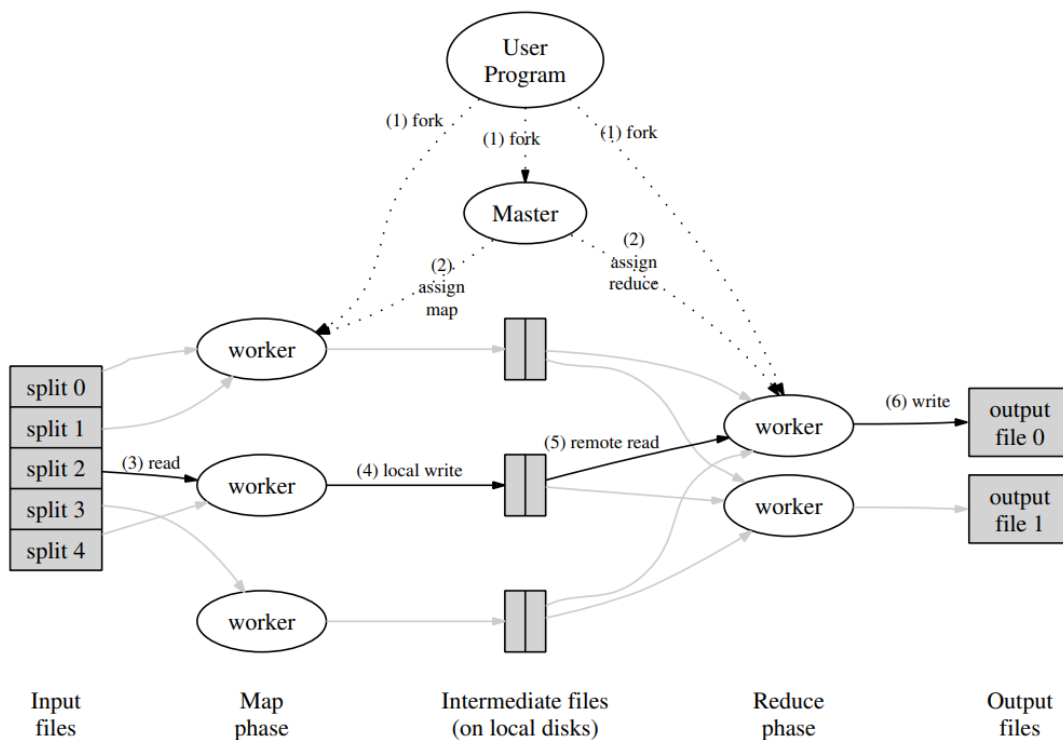 User
Program
(1) fork
(1) fork
(1) fork
Master
(2)
assign
map
(2)
assign
reduce
worker
split 0
split 1
split 2
split 3
split 4
(3) read
worker
(4) local write
(5) remote read
worker
(6) write
output
file 0
worker
output
file 1
worker
Input
files
Map
phase
Intermediate files
(on local disks)
Reduce
phase
Output
files